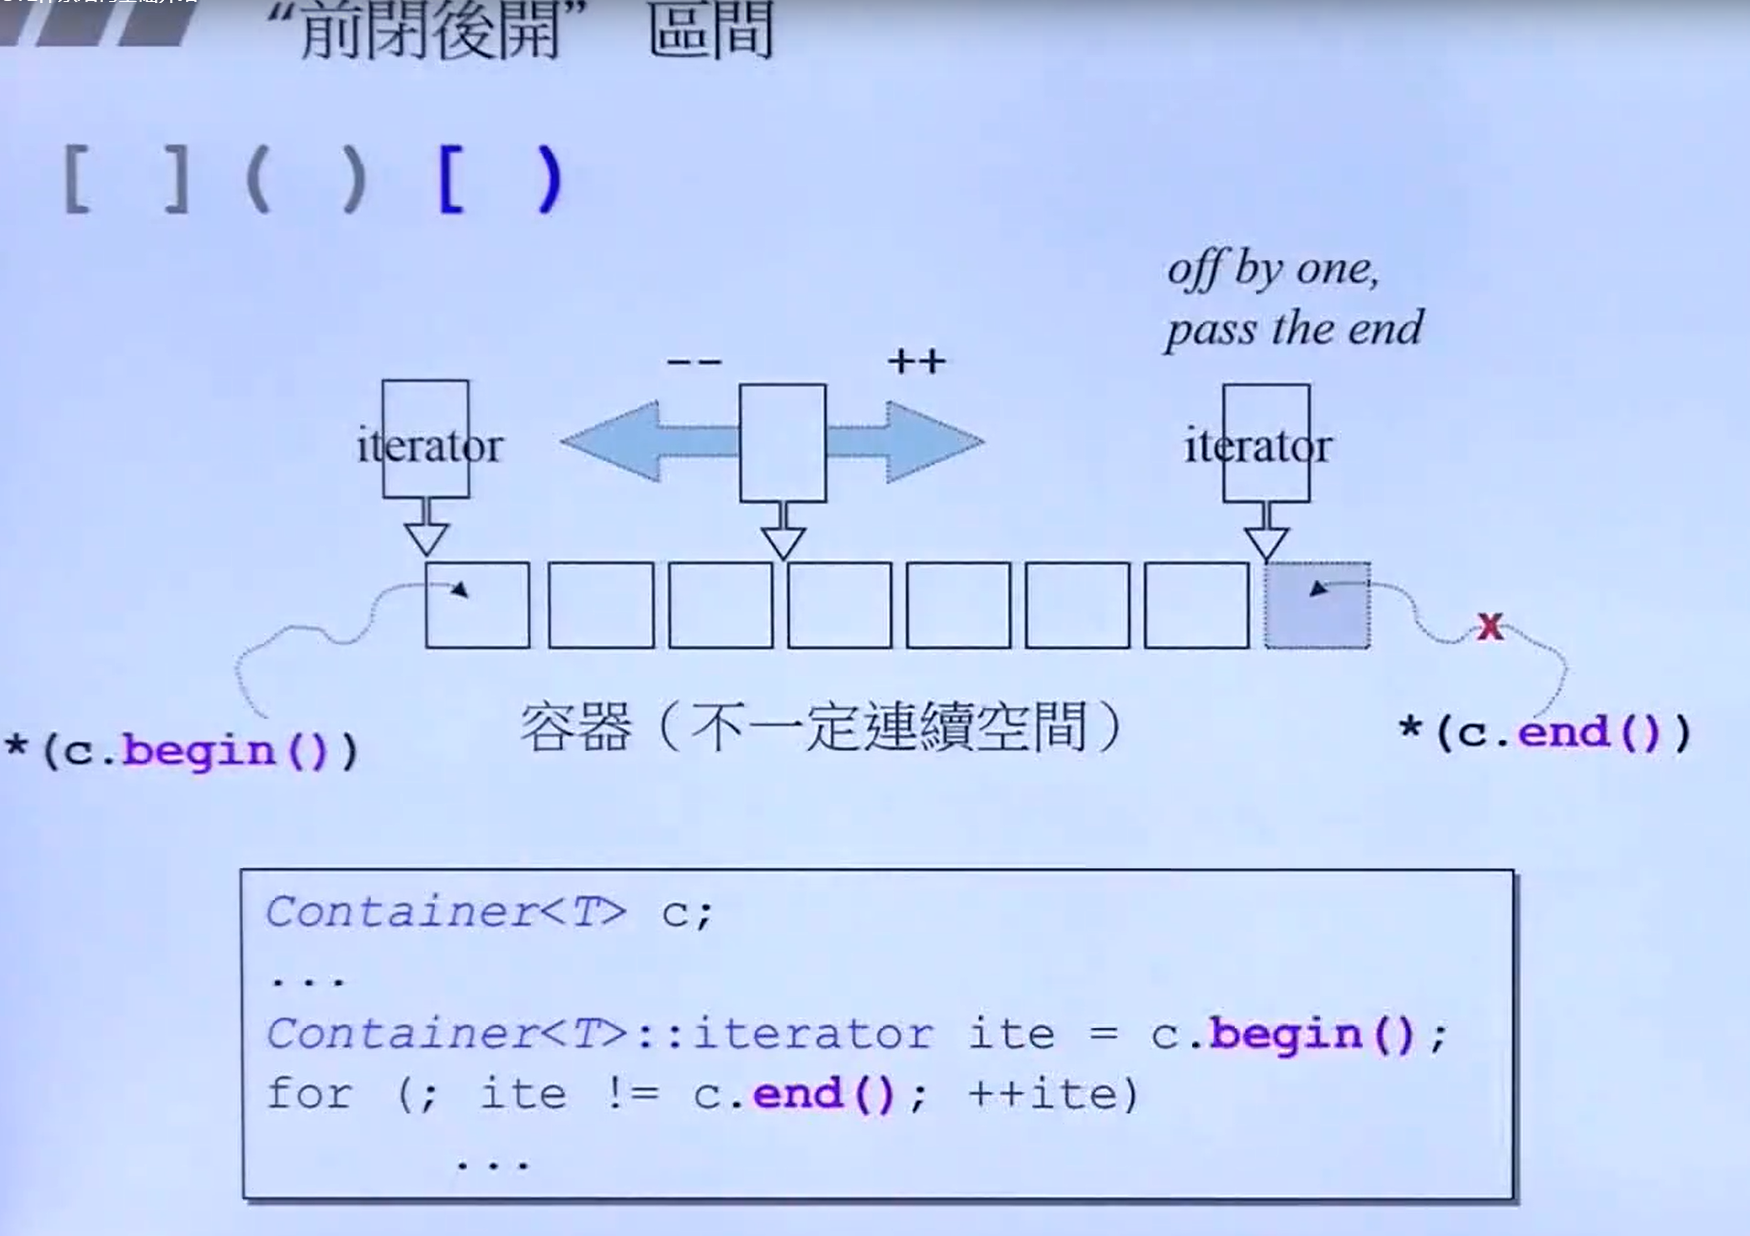 “前閉後開” 區間
[ ] ( ) [ )
off by one,
pass the end
-- ++
iterator iterator
容器（不一定連續空間）
*(c.begin()) *(c.end())
x
Container<T> c;
...
Container<T>::iterator ite = c.begin();
for (; ite != c.end(); ++ite)
...